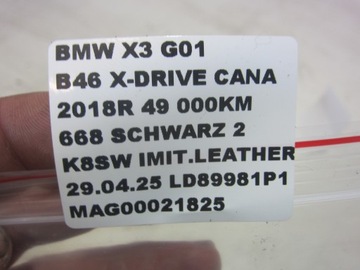 BMW X3 G01
B46 X-DRIVE CANA
2018R 49 000KM
668 SCHWARZ 2
K8SW IMIT.LEATHER
29.04.25 LD89981P1
MAG00021825